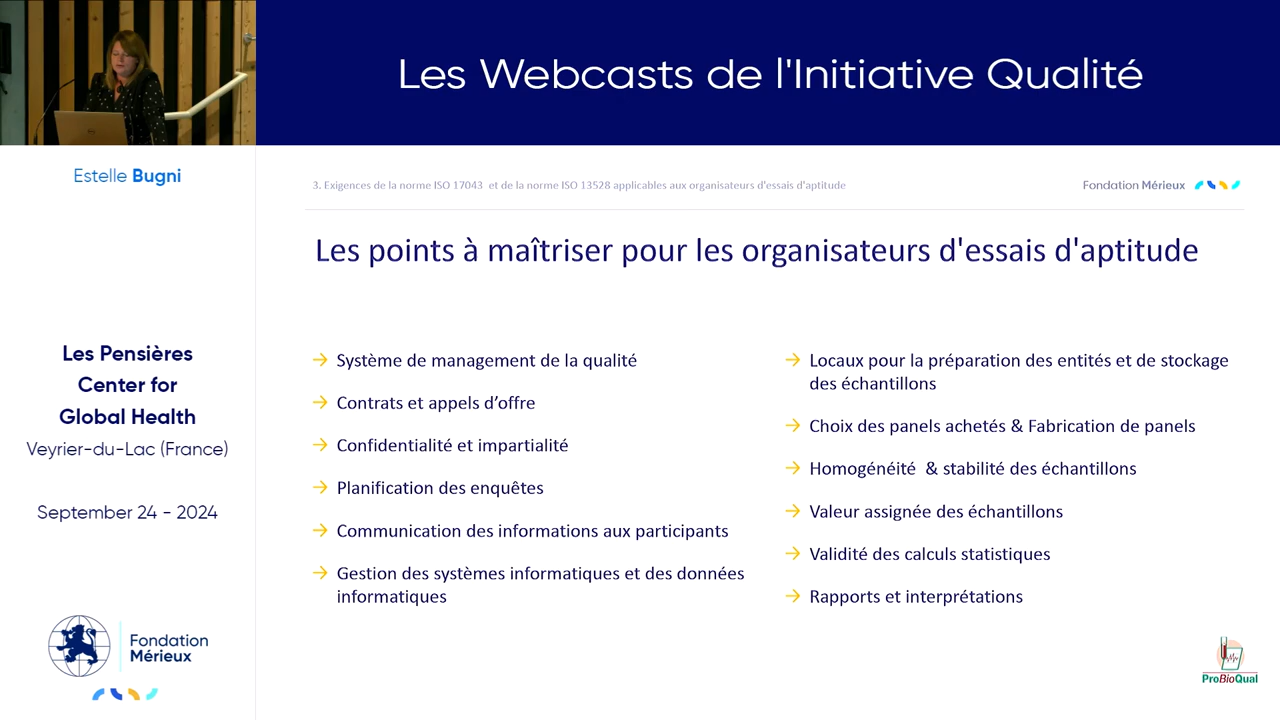 Les Webcasts de l'Initiative Qualité
Estelle Bugni
3. Exigences de la norme ISO 17043 et de la norme ISO 13528 applicables aux organisateurs d'essais d'aptitude
Fondation Mérieux
Les points à maîtriser pour les organisateurs d'essais d'aptitude
Système de management de la qualité
Contrats et appels d’offre
Confidentialité et impartialité
Planification des enquêtes
Communication des informations aux participants
Gestion des systèmes informatiques et des données
informatiques
Locaux pour la préparation des entités et de stockage
des échantillons
Choix des panels achetés & Fabrication de panels
Homogénéité & stabilité des échantillons
Valeur assignée des échantillons
Validité des calculs statistiques
Rapports et interprétations
Les Pensières
Center for
Global Health
Veyrier-du-Lac (France)
September 24 - 2024
Fondation
Mérieux
ProBioQual